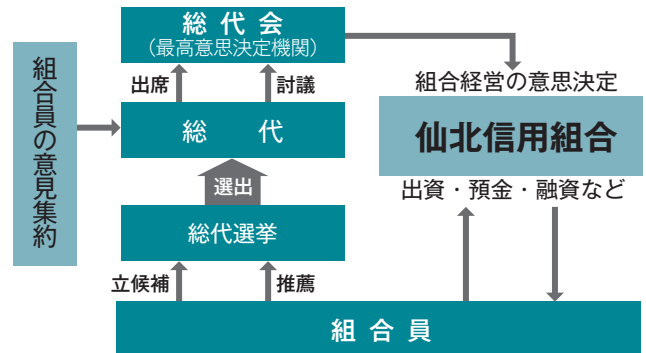 総代会
（最高意思決定機関）
出席
討議
組合員の意見集約
総代
選出
総代選挙
立候補
推薦
組合員
組合経営の意思決定
仙北信用組合
出資・預金・融資など